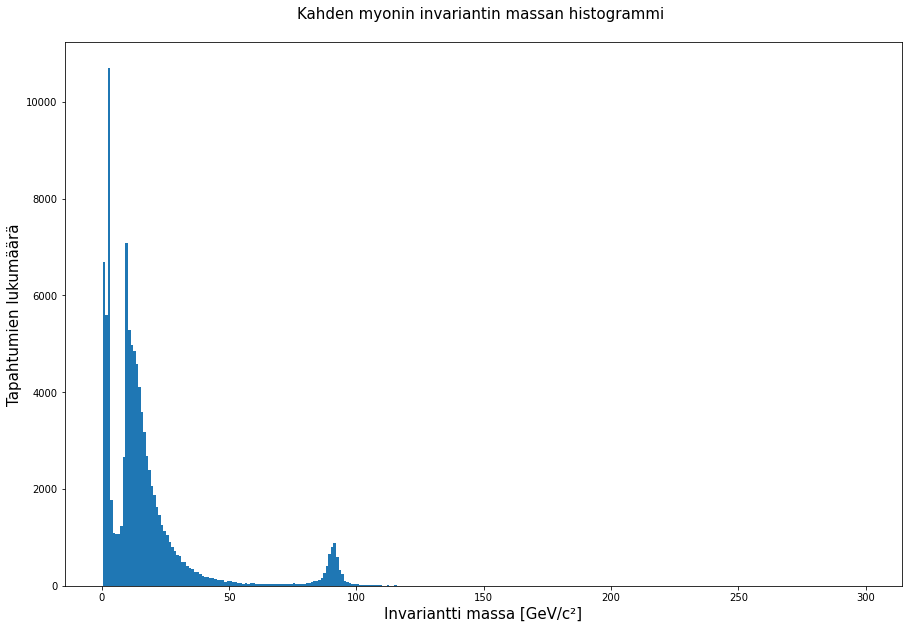 Kahden myonin invariantin massan histogrammi
Tapahtumien lukumäärä
10000
8000
6000
4000
2000
0
0 50 100 150 200 250 300
Invariantti massa [GeV/c²]